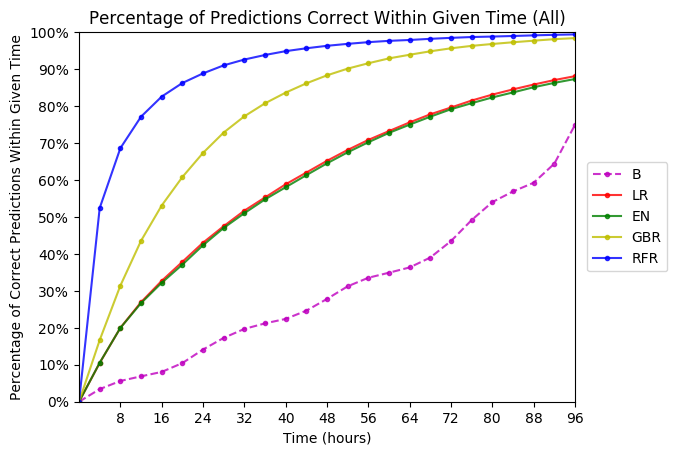 Percentage of Predictions Correct Within Given Time (All)
Percentage of Correct Predictions Within Given Time
100%
90%
80%
70%
60%
50%
40%
30%
20%
10%
0%
8 16 24 32 40 48 56 64 72 80 88 96
Time (hours)
B
LR
EN
GBR
RFR